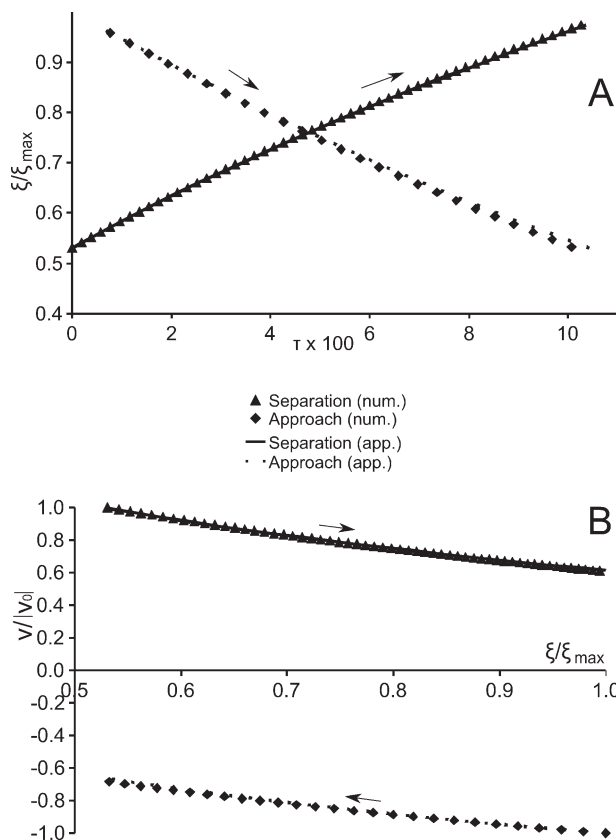 A
ξ/ξmax
0.9
0.8
0.7
0.6
0.5
0.4
0 2 4 6 8 10
τ x 100
Separation (num.)
Approach (num.)
Separation (app.)
Approach (app.)
B
v/|v0|
1.0
0.8
0.6
0.4
0.2
0.0
ξ/ξmax
0.5 0.6 0.7 0.8 0.9 1.0
-0.2
-0.4
-0.6
-0.8
-1.0